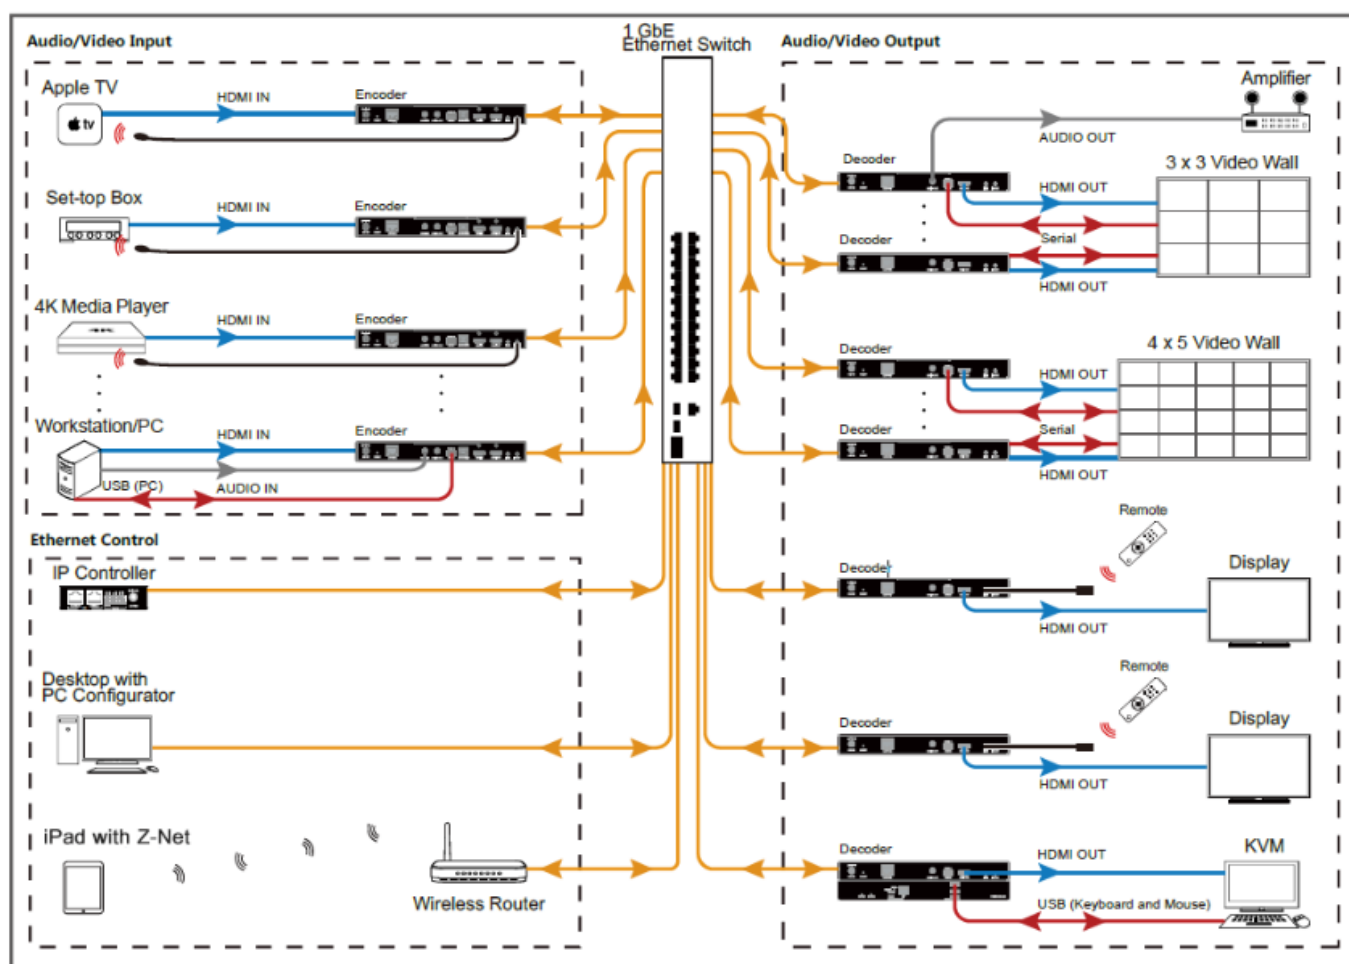 Audio/Video Input
1 GbE
Ethernet Switch
Audio/Video Output
Apple TV
HDMI IN
Encoder
tv
Amplifier
AUDIO OUT
Decoder
3 x 3 Video Wall
HDMI OUT
Set-top Box
HDMI IN
Encoder
Decoder
Serial
HDMI OUT
4K Media Player
HDMI IN
Encoder
Decoder
4 x 5 Video Wall
HDMI OUT
Workstation/PC
HDMI IN
Encoder
USB (PC)
AUDIO IN
Decoder
Serial
HDMI OUT
Ethernet Control
IP Controller
Remote
Decoder
Display
HDMI OUT
Desktop with
PC Configurator
Remote
Decoder
Display
HDMI OUT
iPad with Z-Net
Wireless Router
Decoder
HDMI OUT
KVM
USB (Keyboard and Mouse)